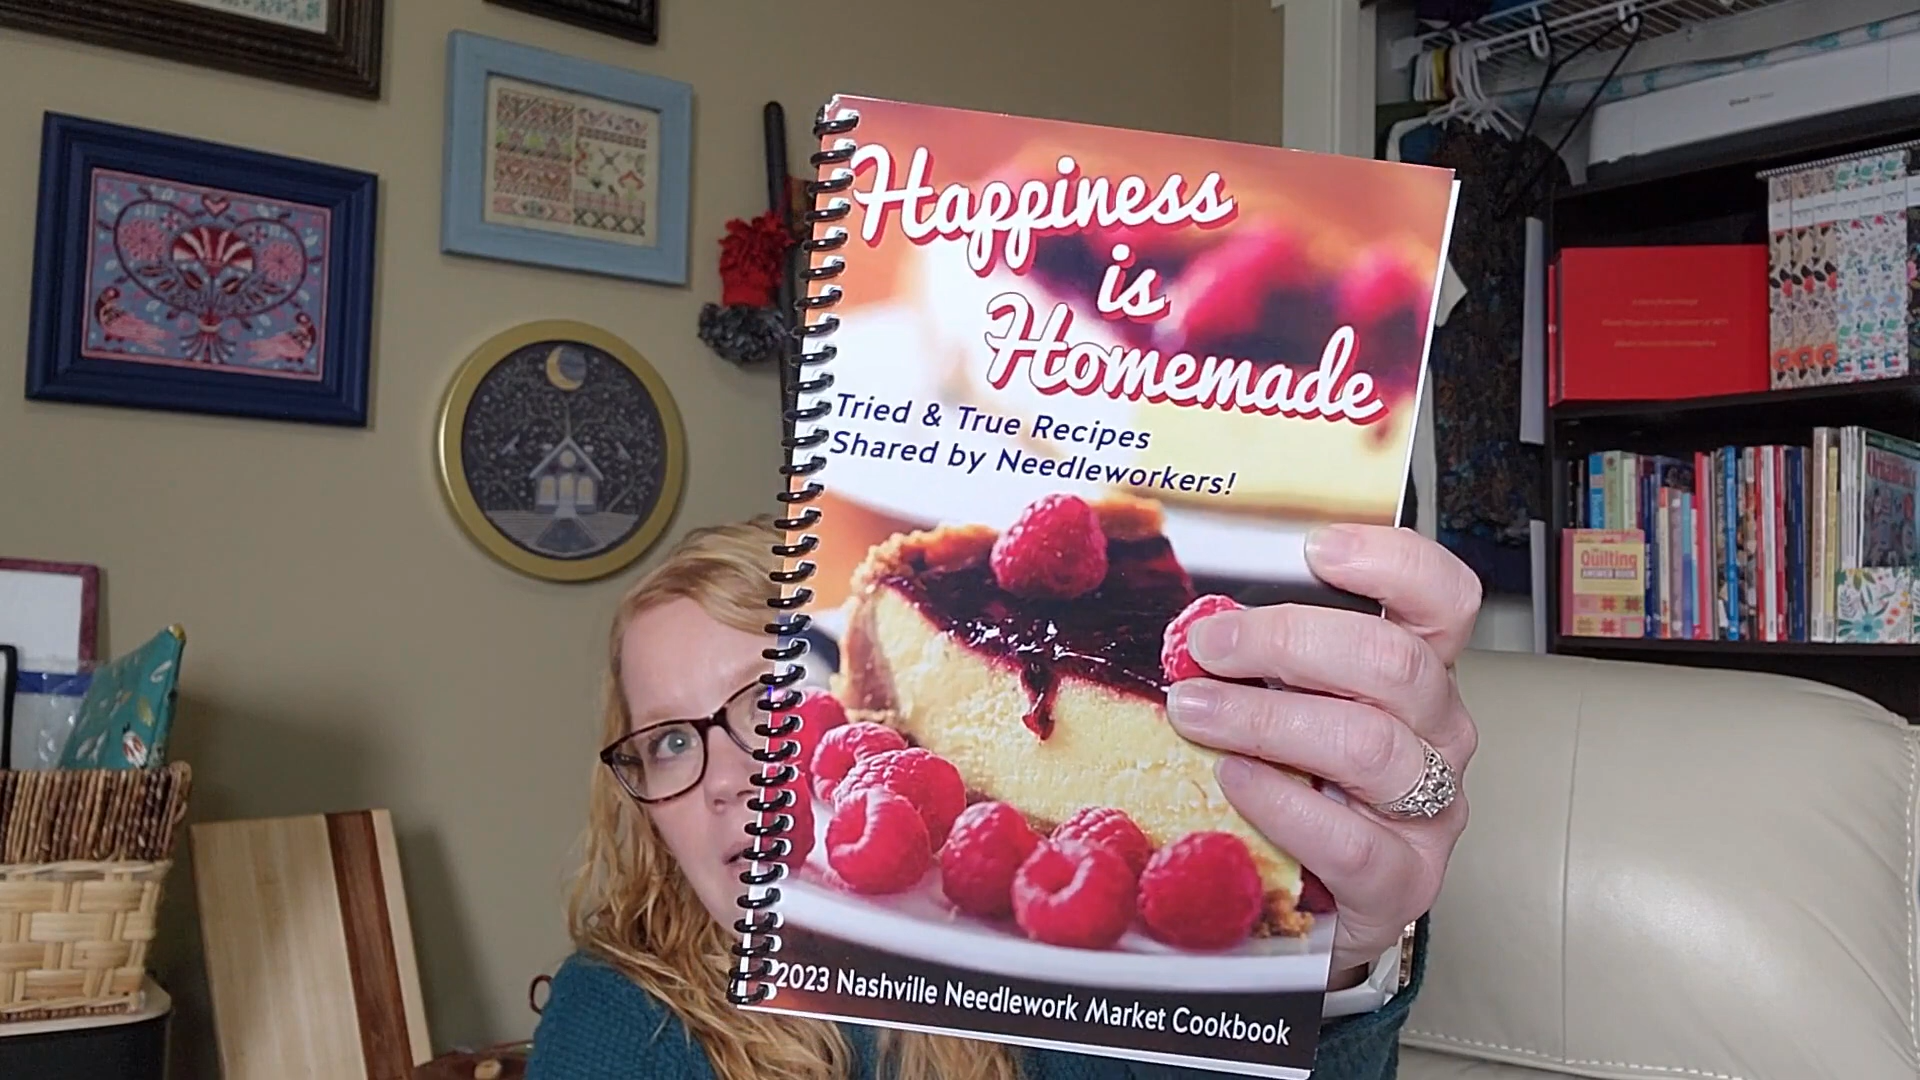 Happiness
is
Homemade
Tried & True Recipes
Shared by Needleworkers!
2023 Nashville Needlework Market Cookbook
Quilting